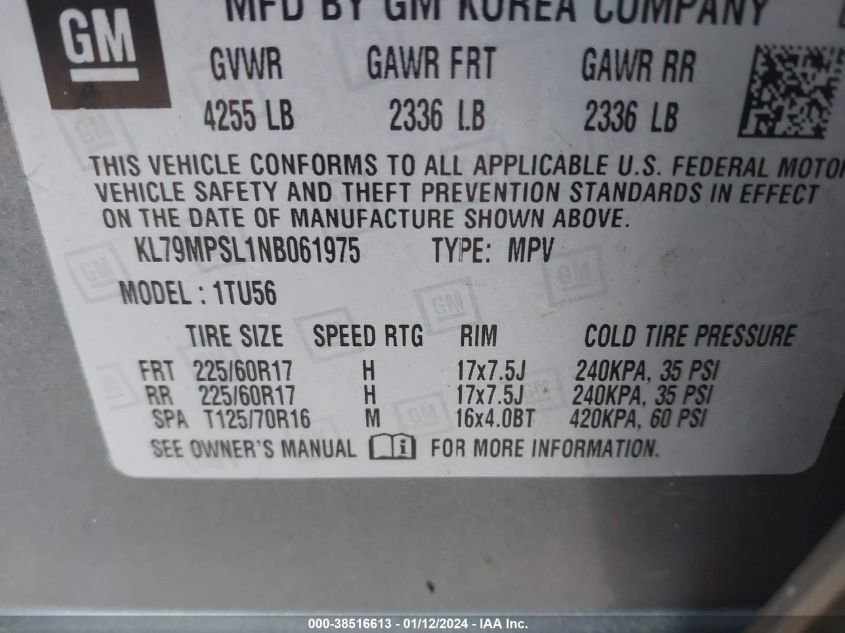 GM
MFD BY GM KOREA COMPANY
GVWR GAWR FRT GAWR RR
4255 LB 2336 LB 2336 LB
THIS VEHICLE CONFORMS TO ALL APPLICABLE U.S. FEDERAL MOTOR
VEHICLE SAFETY AND THEFT PREVENTION STANDARDS IN EFFECT
ON THE DATE OF MANUFACTURE SHOWN ABOVE.
KL79MPSL1NB061975 TYPE: MPV
MODEL : 1TU56
TIRE SIZE SPEED RTG RIM COLD TIRE PRESSURE
FRT 225/60R17 H 17x7.5J 240KPA, 35 PSI
RR 225/60R17 H 17x7.5J 240KPA, 35 PSI
SPA T125/70R16 M 16x4.0BT 420KPA, 60 PSI
SEE OWNER'S MANUAL i FOR MORE INFORMATION.
000-38516613 - 01/12/2024 - IAA Inc.